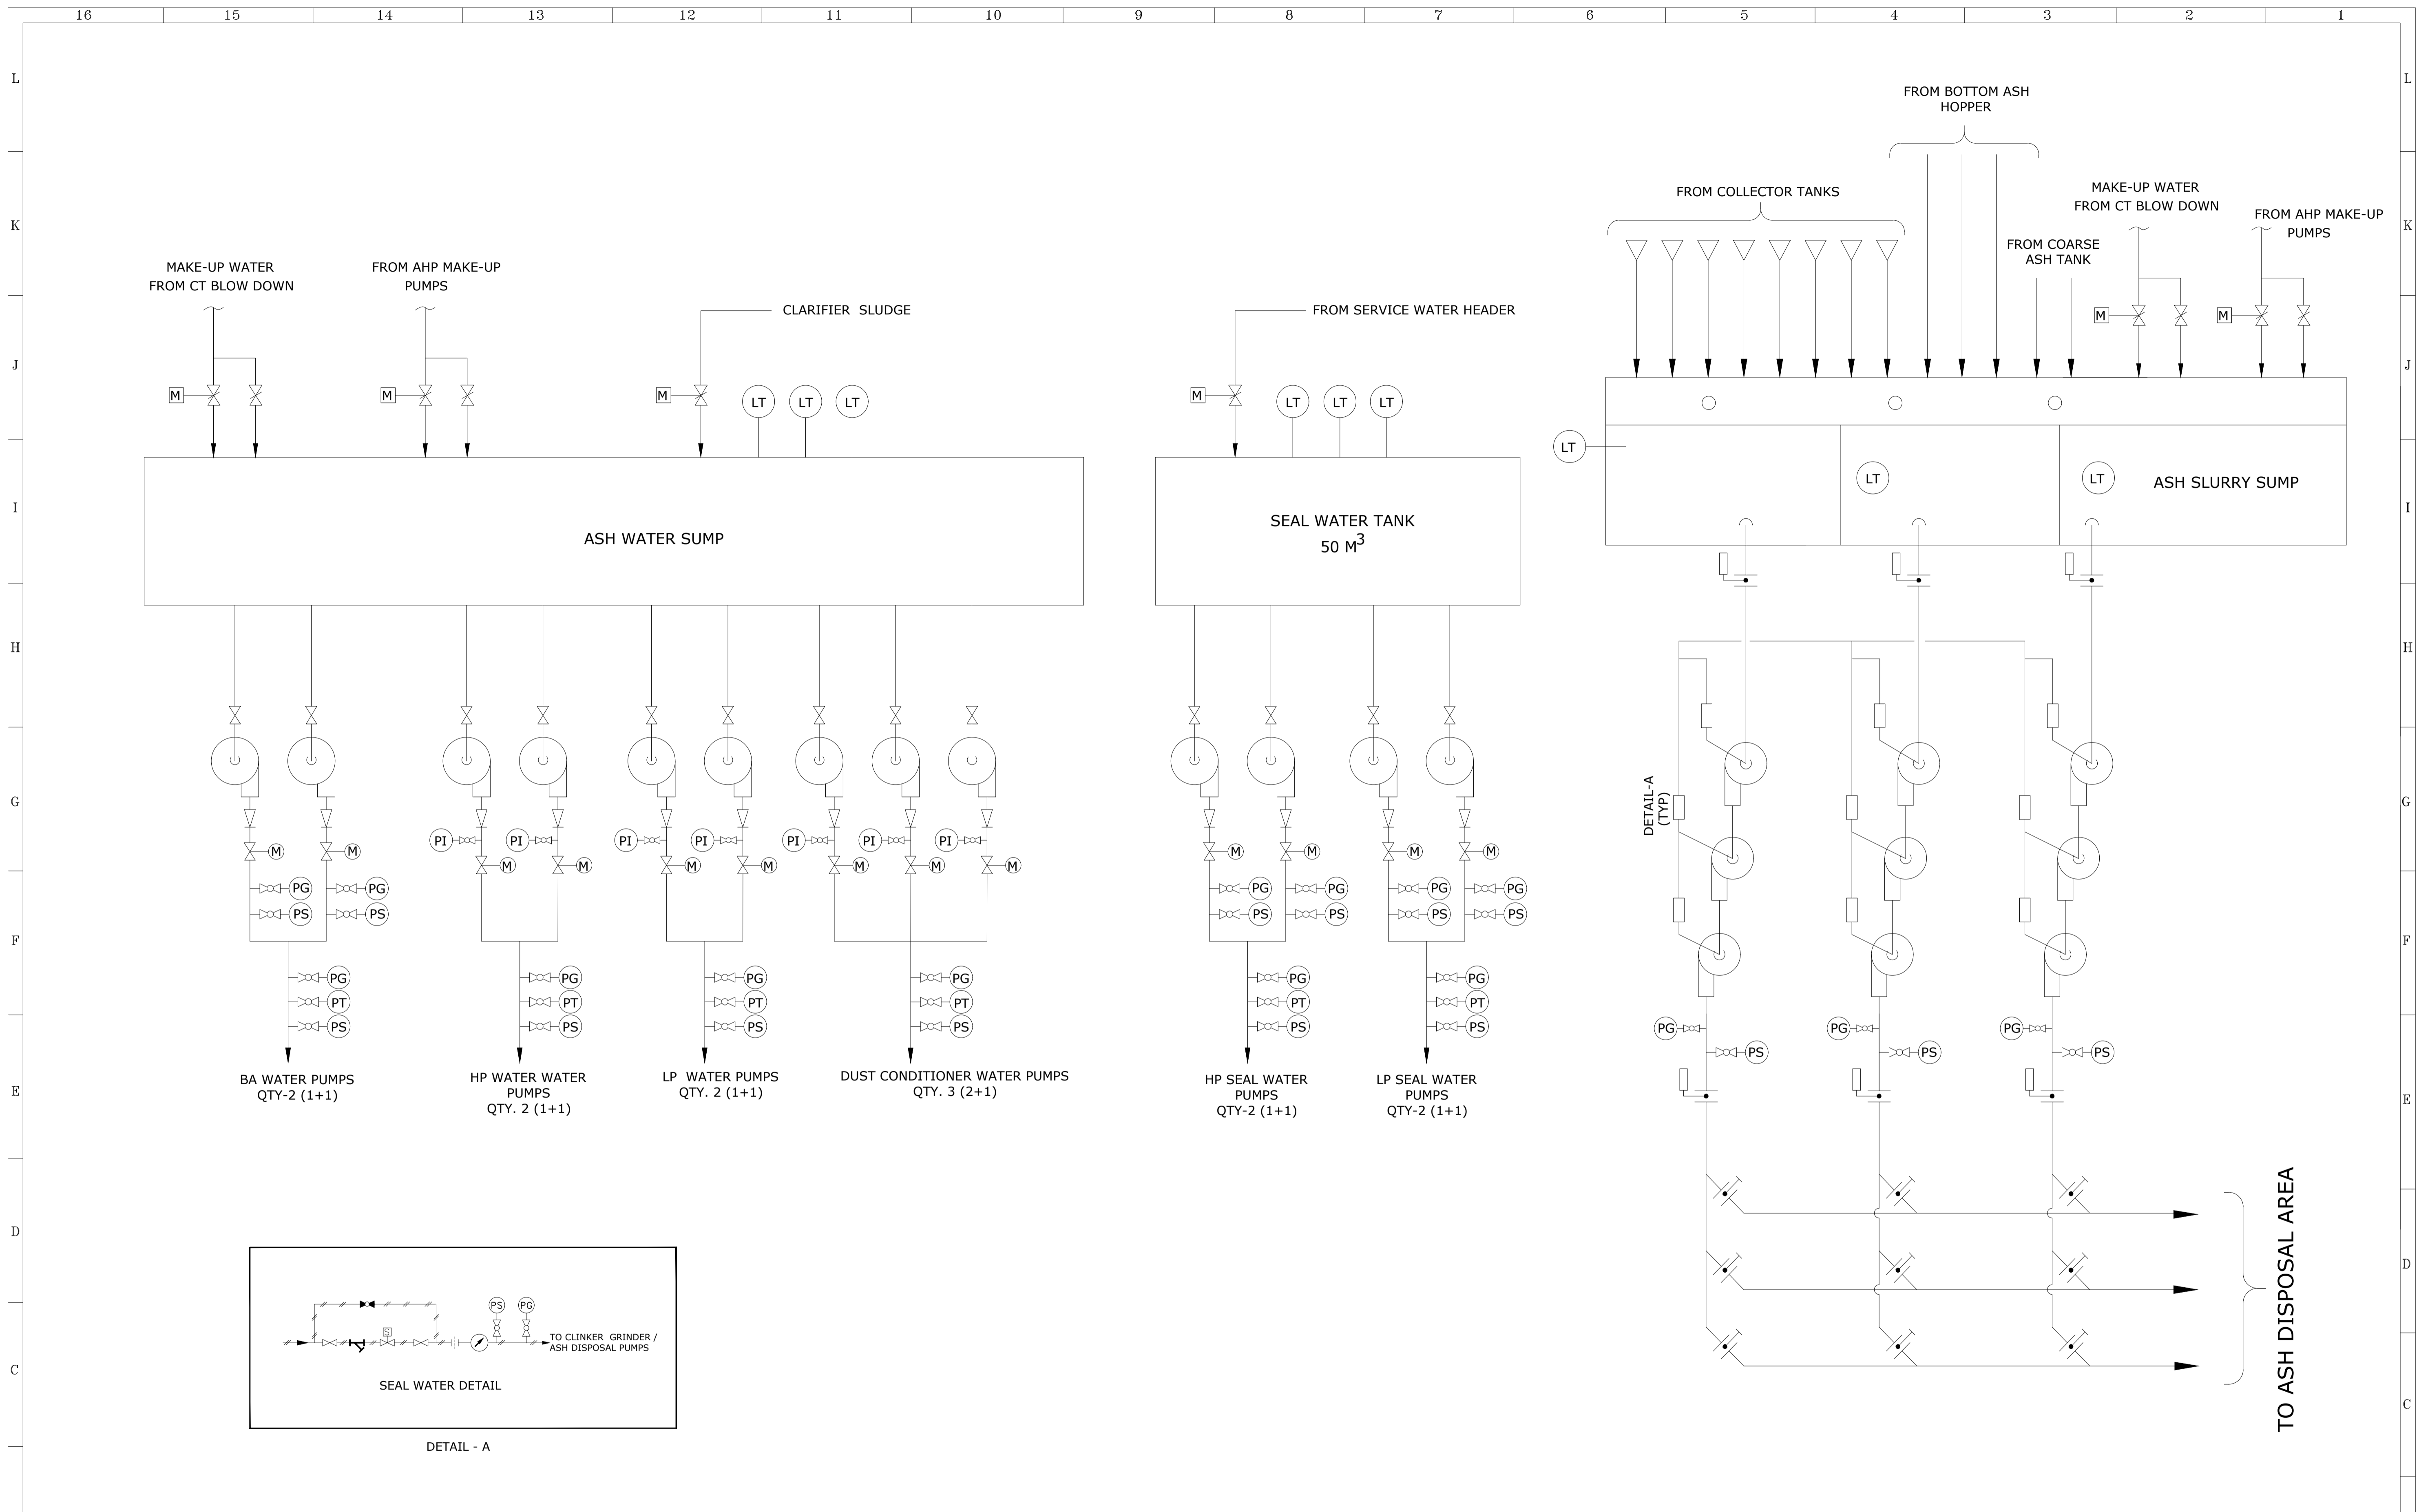 16 15 14 13 12 11 10 9 8 7 6 5 4 3 2 1
L L
FROM BOTTOM ASH
HOPPER
K K
FROM COLLECTOR TANKS
MAKE-UP WATER
FROM CT BLOW DOWN
FROM AHP MAKE-UP
PUMPS
FROM COARSE
ASH TANK
MAKE-UP WATER
FROM CT BLOW DOWN
FROM AHP MAKE-UP
PUMPS
CLARIFIER SLUDGE
FROM SERVICE WATER HEADER
M M
J J
M M M LT LT LT M LT LT LT
LT
LT LT ASH SLURRY SUMP
I I
ASH WATER SUMP
SEAL WATER TANK
50 M3
H H
G G
DETAIL-A
(TYP)
PI PI PI PI PI PI PI
M M M M M M
M M M M M M M
PG PG PG PG PG PG
PS PS PS PS PS PS
F F
PG PG PG PG PG PG
PT PT PT PT PT PT
PS PS PS PS PS PS
PG PG PG
PS PS PS
E E
BA WATER PUMPS
QTY-2 (1+1)
HP WATER WATER
PUMPS
QTY. 2 (1+1)
LP WATER PUMPS
QTY. 2 (1+1)
DUST CONDITIONER WATER PUMPS
QTY. 3 (2+1)
HP SEAL WATER
PUMPS
QTY-2 (1+1)
LP SEAL WATER
PUMPS
QTY-2 (1+1)
D D
TO ASH DISPOSAL AREA
PS PG
S
TO CLINKER GRINDER /
ASH DISPOSAL PUMPS
SEAL WATER DETAIL
C C
DETAIL - A